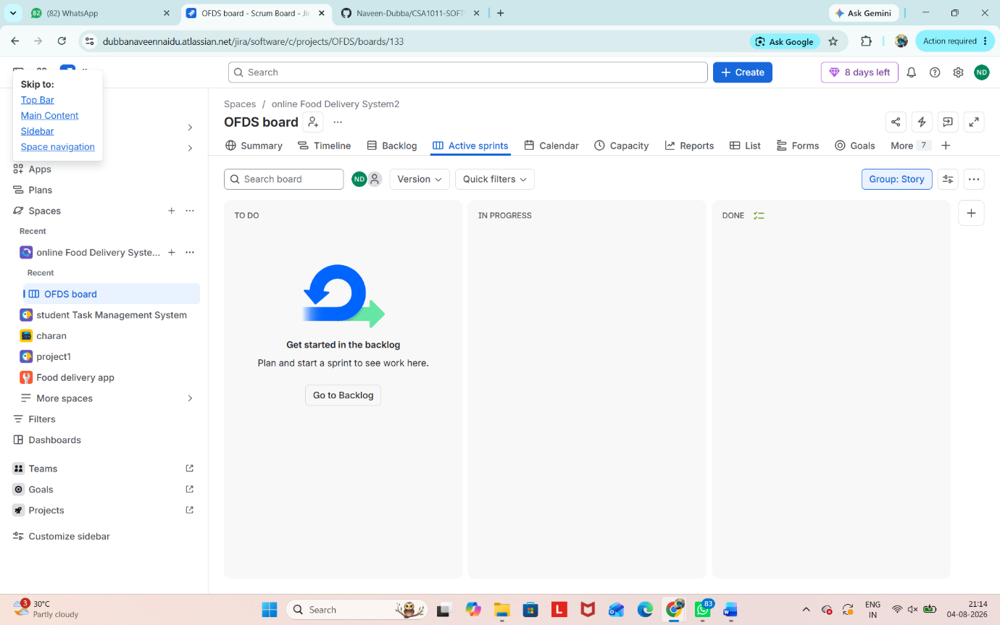 (82) WhatsApp
OFDS board - Scrum Board - Jir
Naveen-Dubba/CSA1011-SOFT
Ask Gemini
dubbanaveennaidu.atlassian.net/jira/software/c/projects/OFDS/boards/133
Ask Google
Action required
Skip to:
Top Bar
Main Content
Sidebar
Space navigation
Search
Create
8 days left
ND
Spaces / online Food Delivery System2
OFDS board
Summary
Timeline
Backlog
Active sprints
Calendar
Capacity
Reports
List
Forms
Goals
More 7
Search board
ND
Version
Quick filters
Group: Story
Apps
Plans
Spaces
Recent
online Food Delivery Syste...
Recent
OFDS board
student Task Management System
charan
project1
Food delivery app
More spaces
Filters
Dashboards
Teams
Goals
Projects
Customize sidebar
TO DO
IN PROGRESS
DONE
Get started in the backlog
Plan and start a sprint to see work here.
Go to Backlog
3
30°C
Partly cloudy
Search
L
83
ENG
IN
21:14
04-08-2026